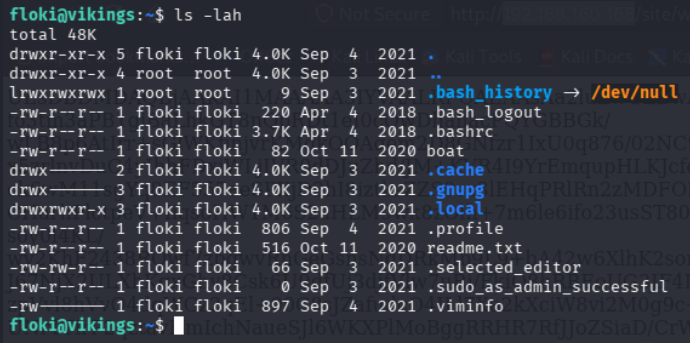 floki@vikings:~$ ls -lah
total 48K
drwxr-xr-x 5 floki floki 4.0K Sep  4  2021 .
drwxr-xr-x 4 root  root  4.0K Sep  3  2021 ..
lrwxrwxrwx 1 root  root     9 Sep  3  2021 .bash_history -> /dev/null
-rw-r--r-- 1 floki floki  220 Apr  4  2018 .bash_logout
-rw-r--r-- 1 floki floki 3.7K Apr  4  2018 .bashrc
-rw-r--r-- 1 floki floki   82 Oct 11  2020 boat
drwx------ 2 floki floki 4.0K Sep  3  2021 .cache
drwx------ 3 floki floki 4.0K Sep  3  2021 .gnupg
drwxrwxr-x 3 floki floki 4.0K Sep  3  2021 .local
-rw-r--r-- 1 floki floki  806 Sep  4  2021 .profile
-rw-r--r-- 1 floki floki  516 Oct 11  2020 readme.txt
-rw-r--r-- 1 floki floki   66 Sep  3  2021 .selected_editor
-rw-r--r-- 1 floki floki    0 Sep  3  2021 .sudo_as_admin_successful
-rw------- 1 floki floki  897 Sep  4  2021 .viminfo
floki@vikings:~$